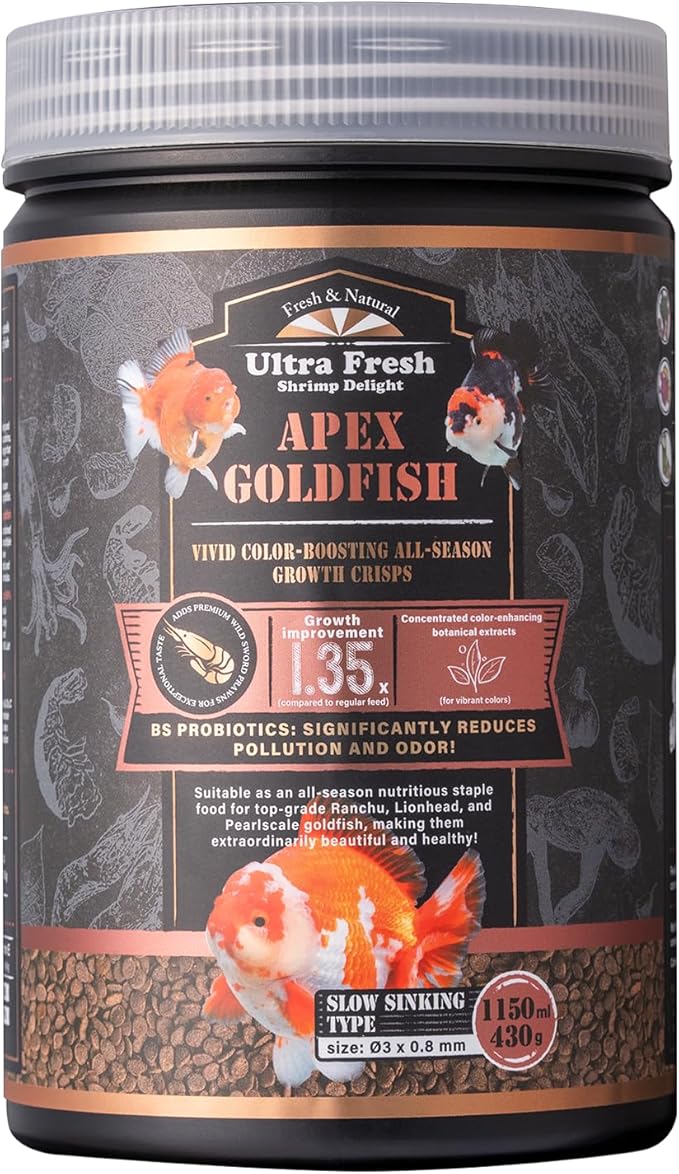 Fresh & Natural
Ultra Fresh
Shrimp Delight
APEX
GOLDFISH
VIVID COLOR-BOOSTING ALL-SEASON
GROWTH CRISPS
ADDS PREMIUM WILD SWORD PRAWNS FOR EXCEPTIONAL TASTE
Growth
improvement
1.35x
(compared to regular feed)
Concentrated color-enhancing
botanical extracts
(for vibrant colors)
BS PROBIOTICS: SIGNIFICANTLY REDUCES
POLLUTION AND ODOR!
Suitable as an all-season nutritious staple
food for top-grade Ranchu, Lionhead, and
Pearlscale goldfish, making them
extraordinarily beautiful and healthy!
SLOW SINKING
TYPE
size: Ø3 x 0.8 mm
1150ml
430g